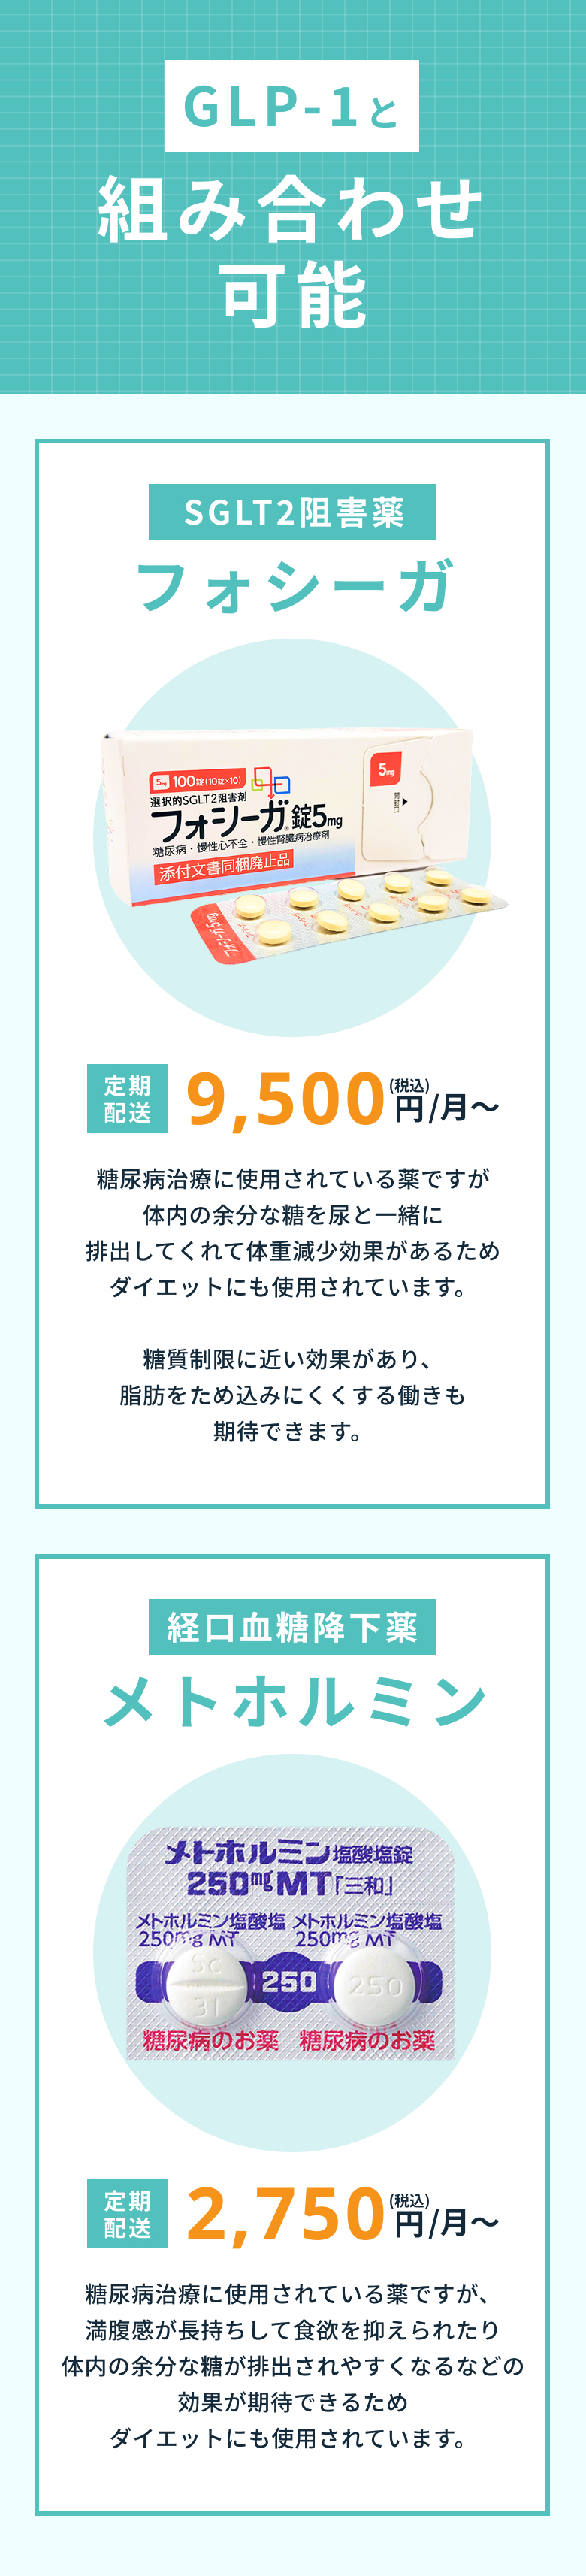 GLP-1と
組み合わせ
可能
SGLT2阻害薬
フォシーガ
5mg 100錠(10錠×10)
選択的SGLT2阻害剤
フォシーガ®錠5mg
糖尿病・慢性心不全・慢性腎臓病治療剤
添付文書同梱廃止品
5mg
開封口
フォシーガ5mg
定期
配送
9,500(税込)円/月〜
糖尿病治療に使用されている薬ですが
体内の余分な糖を尿と一緒に
排出してくれて体重減少効果があるため
ダイエットにも使用されています。
糖質制限に近い効果があり、
脂肪をため込みにくくする働きも
期待できます。
経口血糖降下薬
メトホルミン
メトホルミン塩酸塩錠
250mgMT「三和」
メトホルミン塩酸塩 メトホルミン塩酸塩
250mg MT 250mg MT
Sc
31
250
250
糖尿病のお薬 糖尿病のお薬
定期
配送
2,750(税込)円/月〜
糖尿病治療に使用されている薬ですが、
満腹感が長持ちして食欲を抑えられたり
体内の余分な糖が排出されやすくなるなどの
効果が期待できるため
ダイエットにも使用されています。